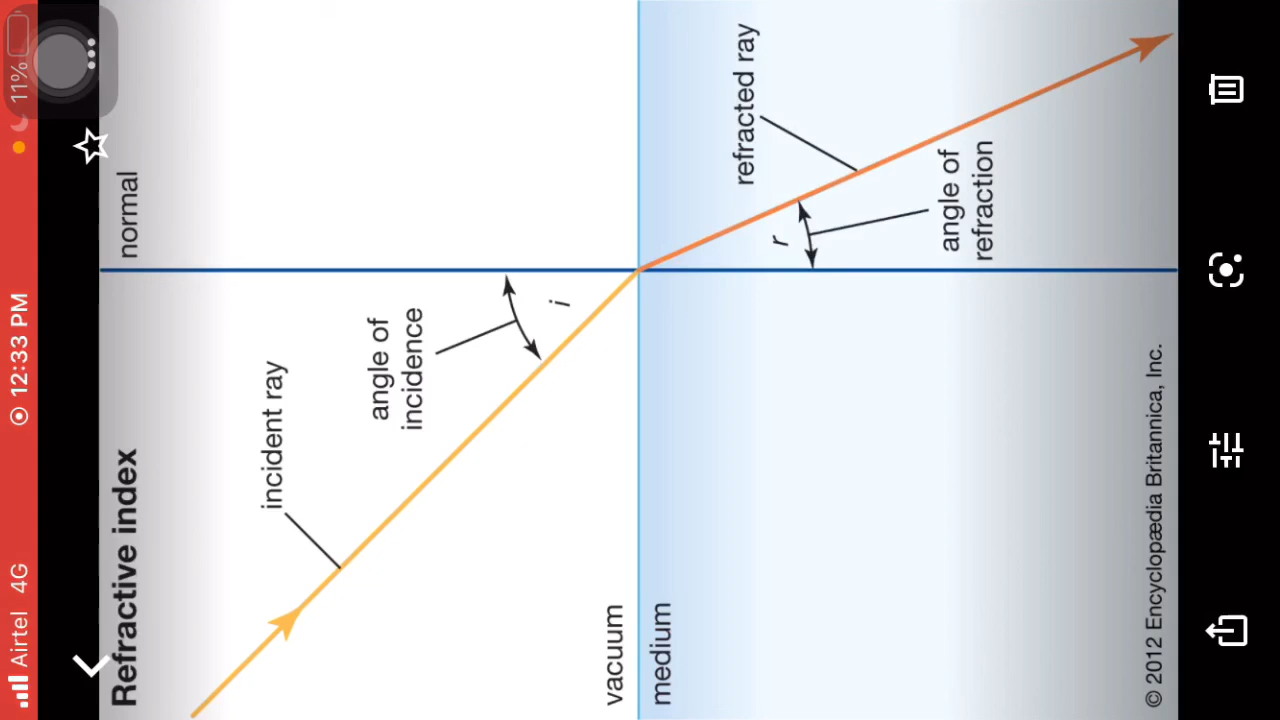 Airtel 4G 12:33 PM 11%
Refractive index
normal
incident ray
angle of
incidence
i
vacuum
medium
refracted ray
r
angle of
refraction
© 2012 Encyclopædia Britannica, Inc.